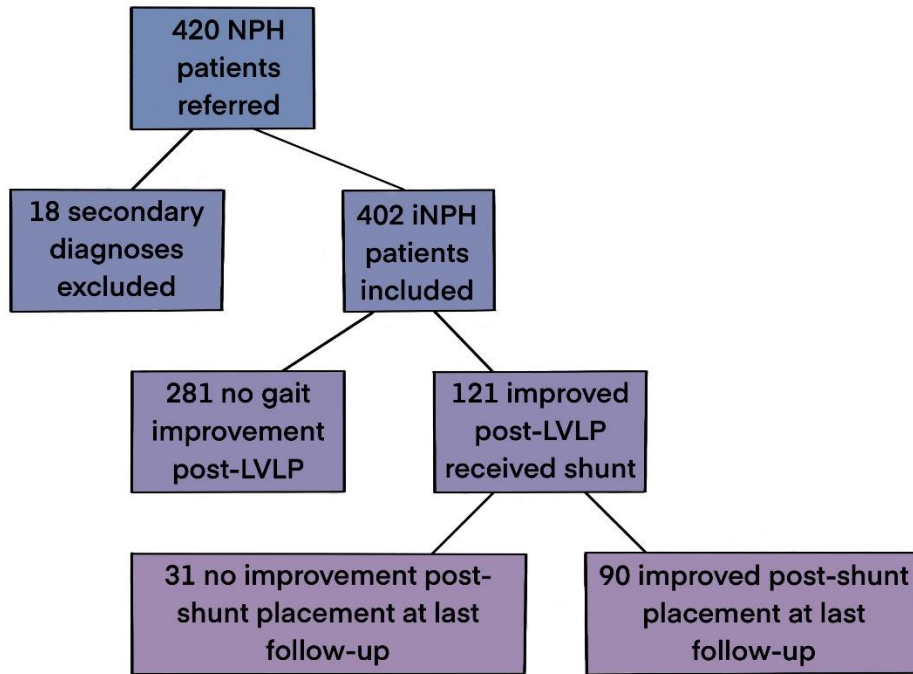 420 NPH
patients
referred
18 secondary
diagnoses
excluded
402 iNPH
patients
included
281 no gait
improvement
post-LVLP
121 improved
post-LVLP
received shunt
31 no improvement post-
shunt placement at last
follow-up
90 improved post-shunt
placement at last
follow-up